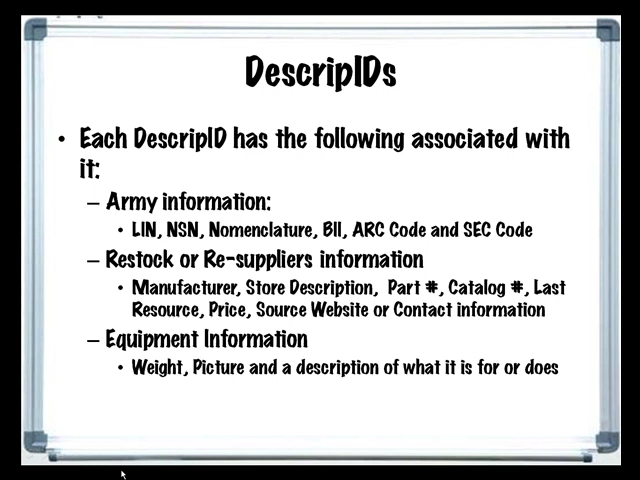 DescripIDs
• Each DescripID has the following associated with
it:
– Army information:
• LIN, NSN, Nomenclature, BII, ARC Code and SEC Code
– Restock or Re-suppliers information
• Manufacturer, Store Description, Part #, Catalog #, Last
Resource, Price, Source Website or Contact information
– Equipment Information
• Weight, Picture and a description of what it is for or does